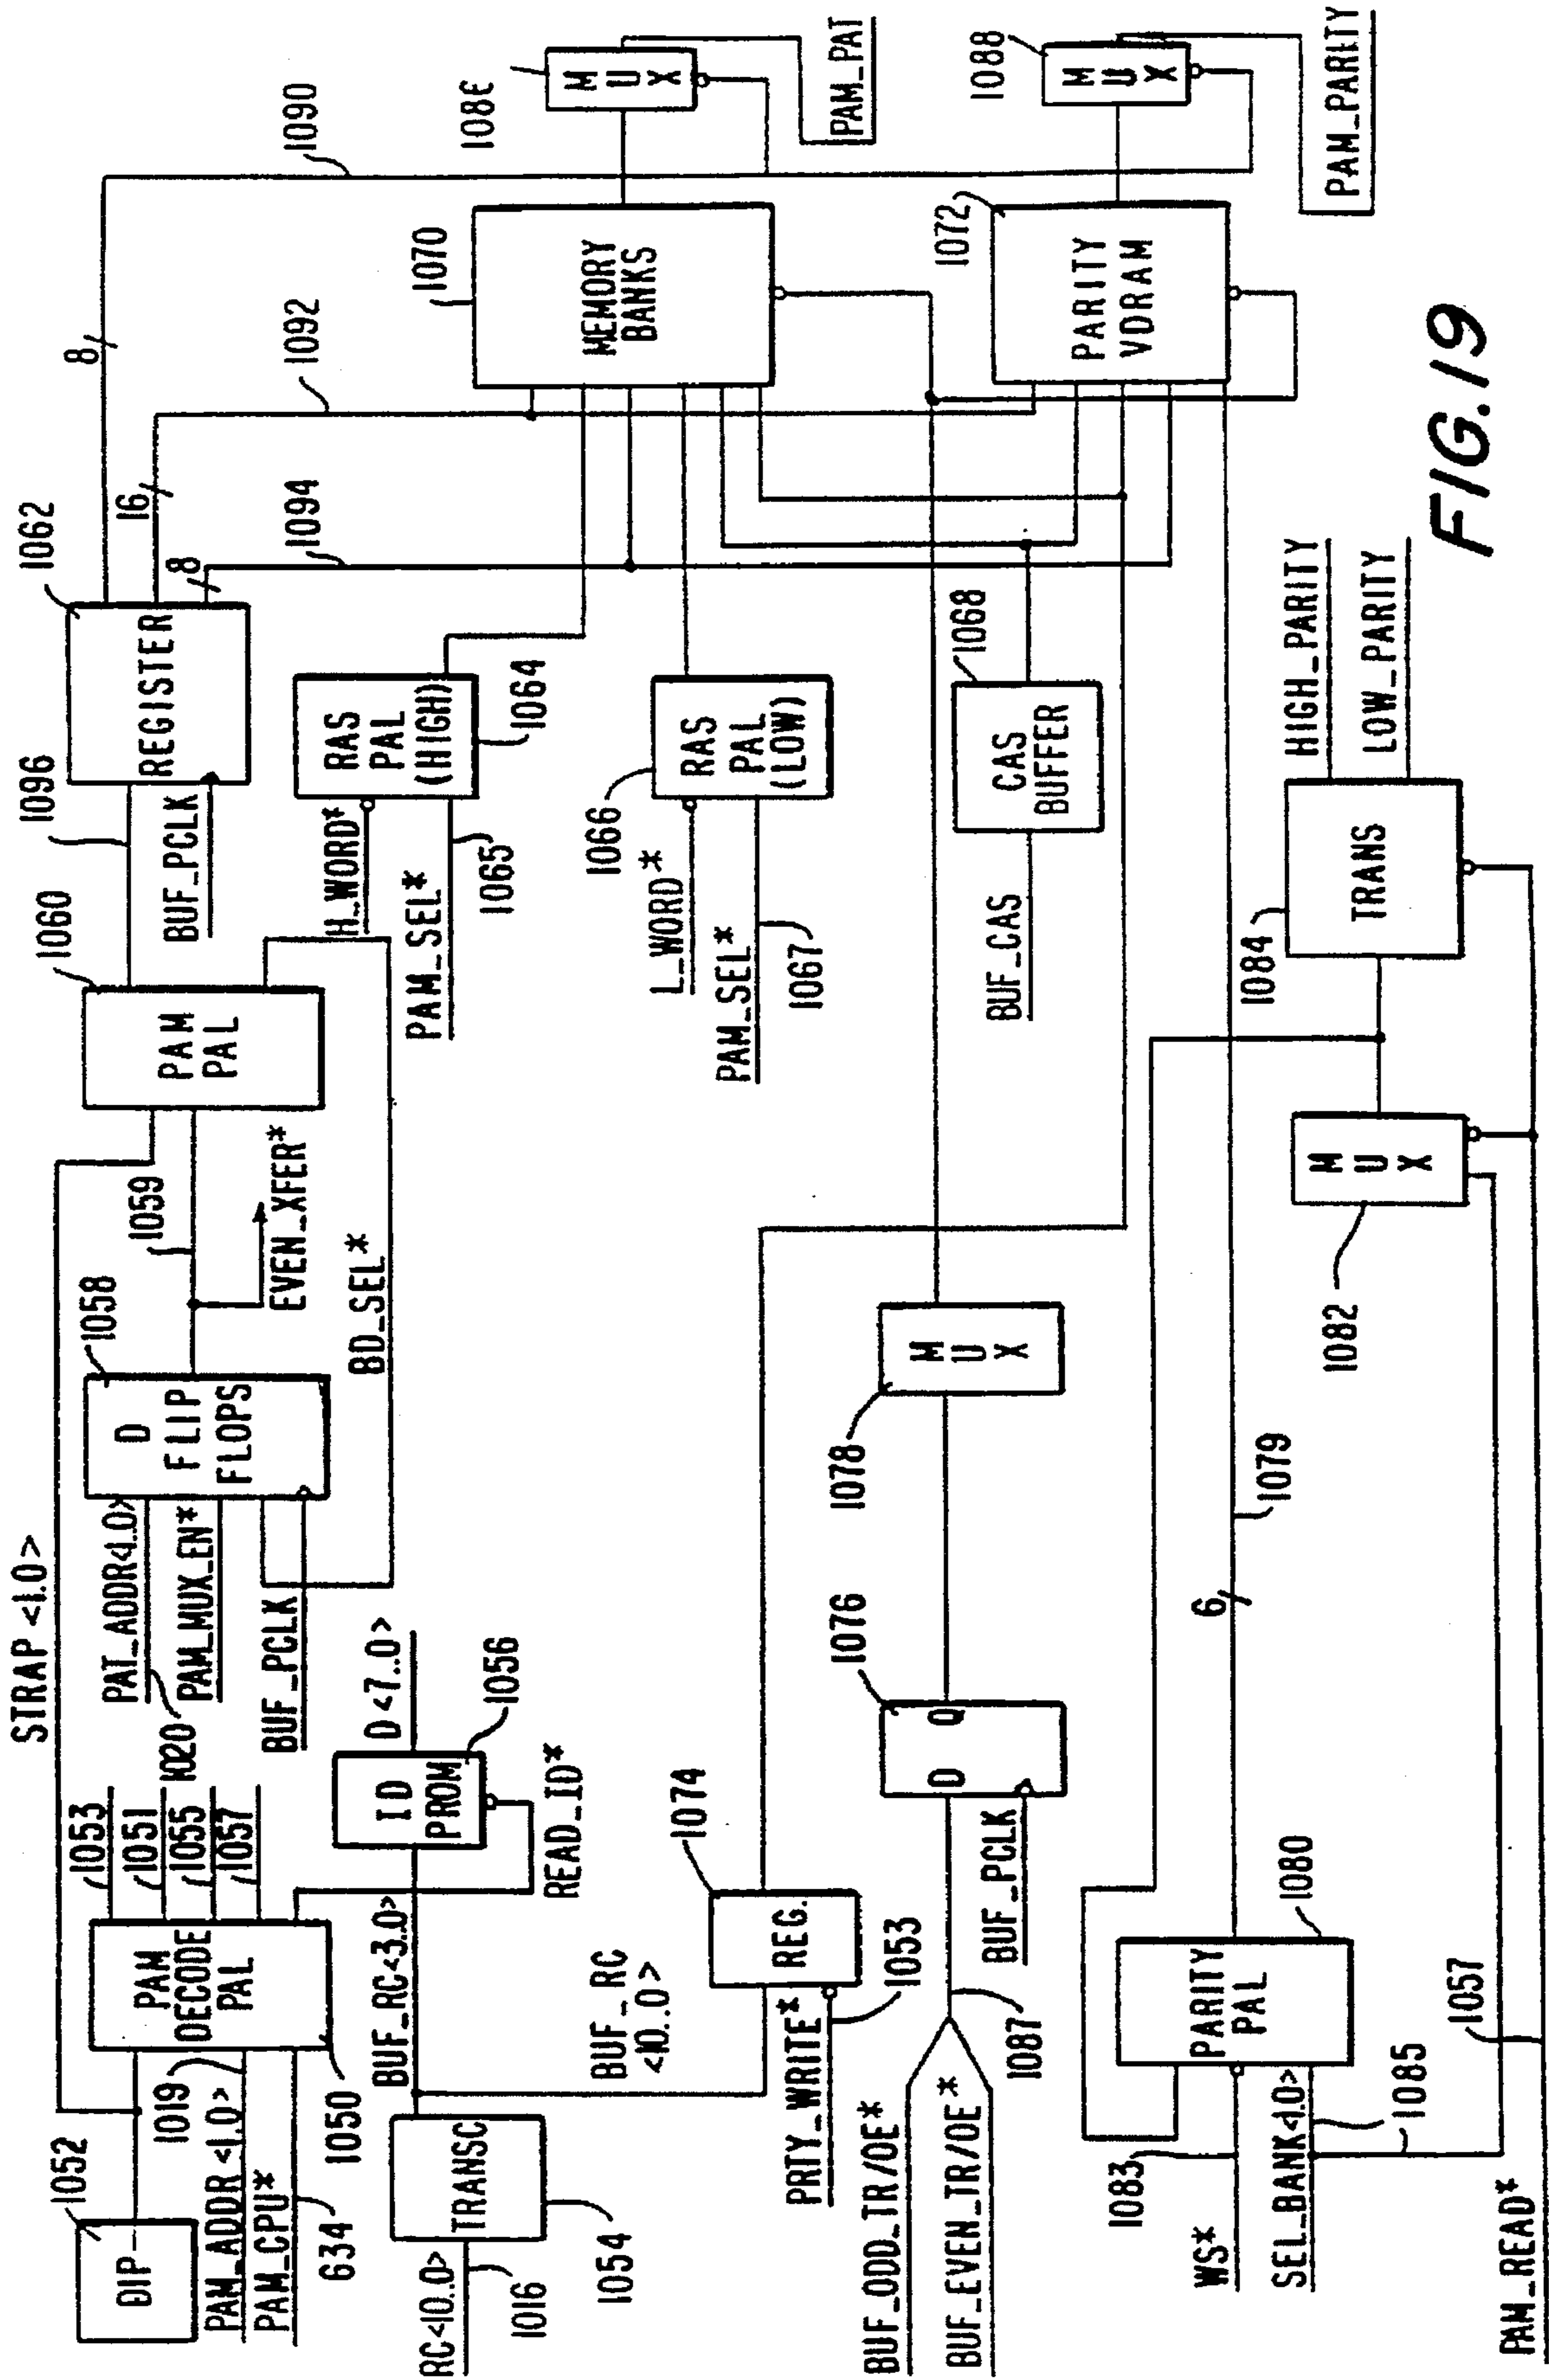 STRAP <1.0>
1052
DIP
1019
PAM_ADDR <1.0>
PAM_CPU*
634
PAM
DECODE
PAL
1050
1053
1051
1055
1057
1020
PAT_ADDR<1.0>
PAM_MUX_EN*
BUF_PCLK
D
FLIP
FLOPS
1058
1059
EVEN_XFER*
BD_SEL*
PAM
PAL
1060
1096
BUF_PCLK
REGISTER
1062
8
16
8
1090
1092
1094
RC<10..0>
1016
TRANSC
1054
BUF_RC<3..0>
ID
PROM
1056
D<7..0>
READ_ID*
BUF_RC
<10..0>
H_WORD*
PAM_SEL*
1065
RAS
PAL
(HIGH)
1064
L_WORD*
PAM_SEL*
1067
1066
RAS
PAL
(LOW)
BUF_CAS
CAS
BUFFER
1068
1070
MEMORY
BANKS
108E
MUX
PAM_PAT
1072
PARITY
VDRAM
1088
MUX
PAM_PARITY
PRTY_WRITE*
1053
REG.
1074
BUF_ODD_TR/OE*
BUF_EVEN_TR/OE*
1087
BUF_PCLK
D
Q
1076
1078
MUX
1083
WS*
SEL_BANK<1.0>
1085
PARITY
PAL
1080
6
1079
1082
MUX
1084
TRANS
HIGH_PARITY
LOW_PARITY
PAM_READ*
1057
FIG. 19